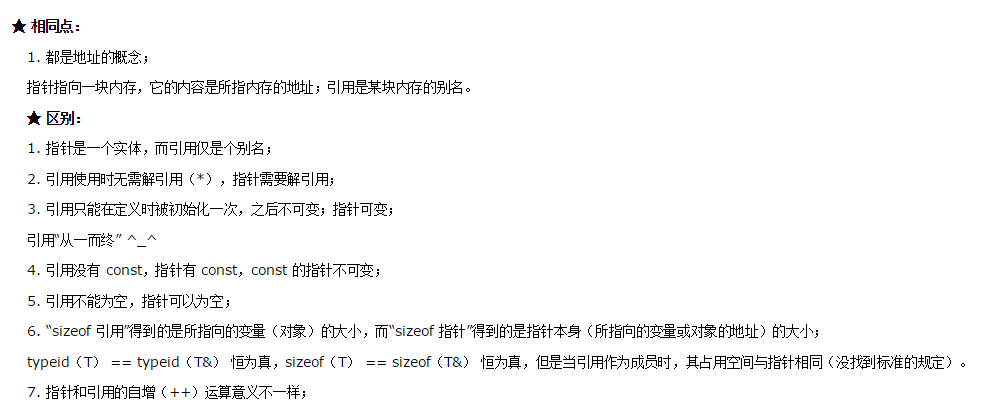 ★ 相同点:
1. 都是地址的概念;
指针指向一块内存,它的内容是所指内存的地址;引用是某块内存的别名。
★ 区别:
1. 指针是一个实体,而引用仅是个别名;
2. 引用使用时无需解引用(*),指针需要解引用;
3. 引用只能在定义时被初始化一次,之后不可变;指针可变;
引用“从一而终” ^_^
4. 引用没有 const,指针有 const,const 的指针不可变;
5. 引用不能为空,指针可以为空;
6. “sizeof 引用”得到的是所指向的变量(对象)的大小,而“sizeof 指针”得到的是指针本身(所指向的变量或对象的地址)的大小;
typeid(T) == typeid(T&) 恒为真,sizeof(T) == sizeof(T&) 恒为真,但是当引用作为成员时,其占用空间与指针相同(没找到标准的规定)。
7. 指针和引用的自增(++)运算意义不一样;